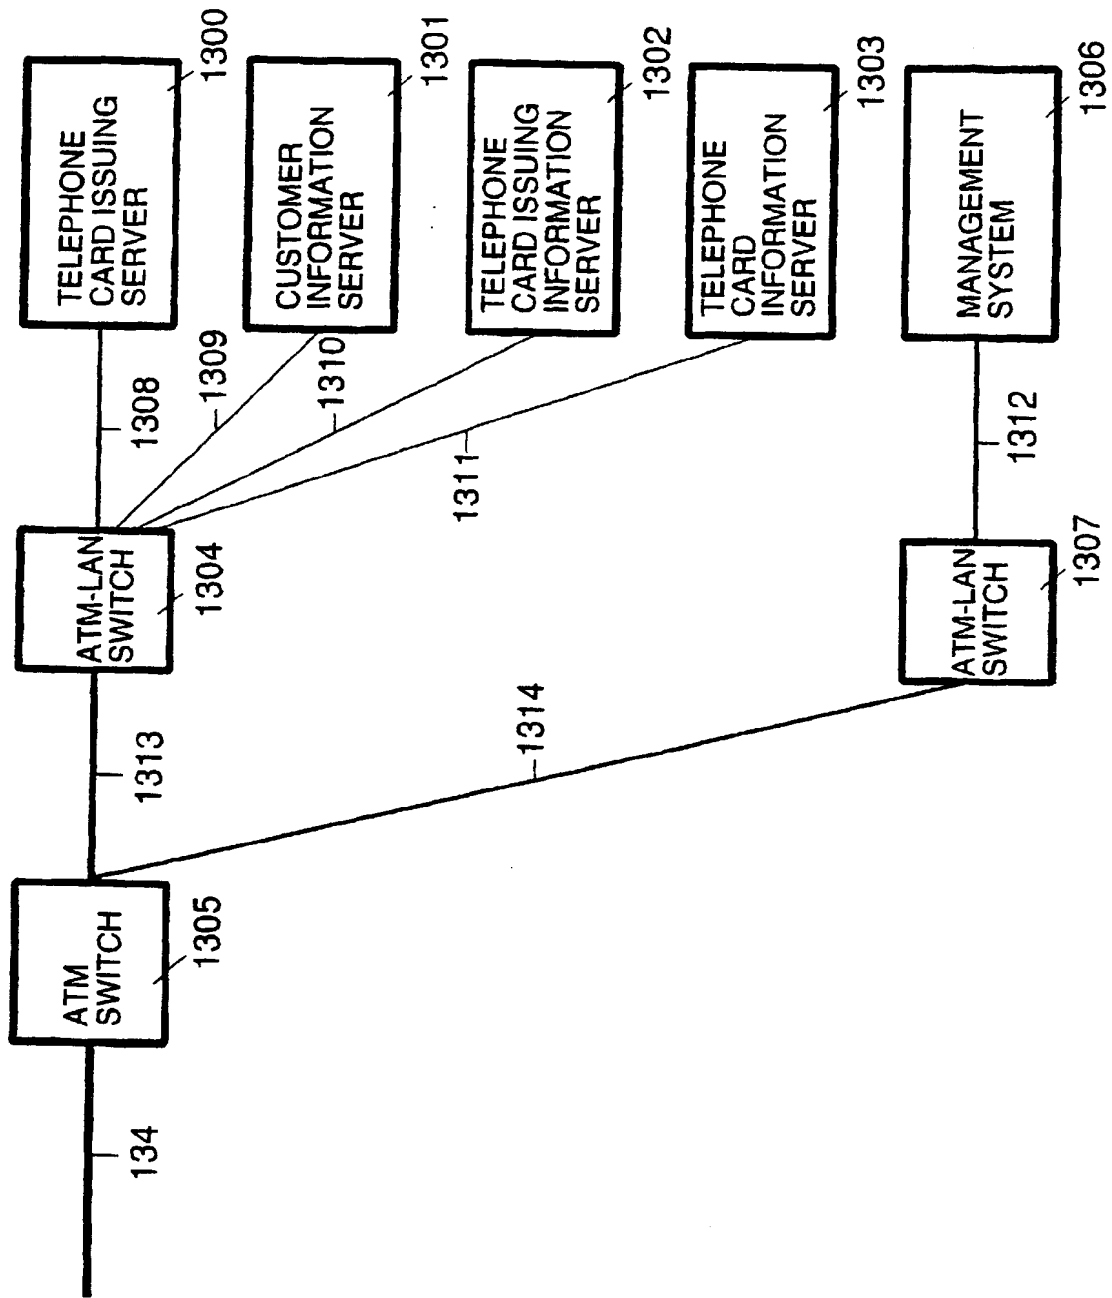 TELEPHONE
CARD ISSUING
SERVER
1300
CUSTOMER
INFORMATION
SERVER
1301
TELEPHONE
CARD ISSUING
INFORMATION
SERVER
1302
TELEPHONE
CARD
INFORMATION
SERVER
1303
MANAGEMENT
SYSTEM
1306
1308
1309
1310
1311
1312
ATM-LAN
SWITCH
1304
ATM-LAN
SWITCH
1307
1313
1314
ATM
SWITCH
1305
134